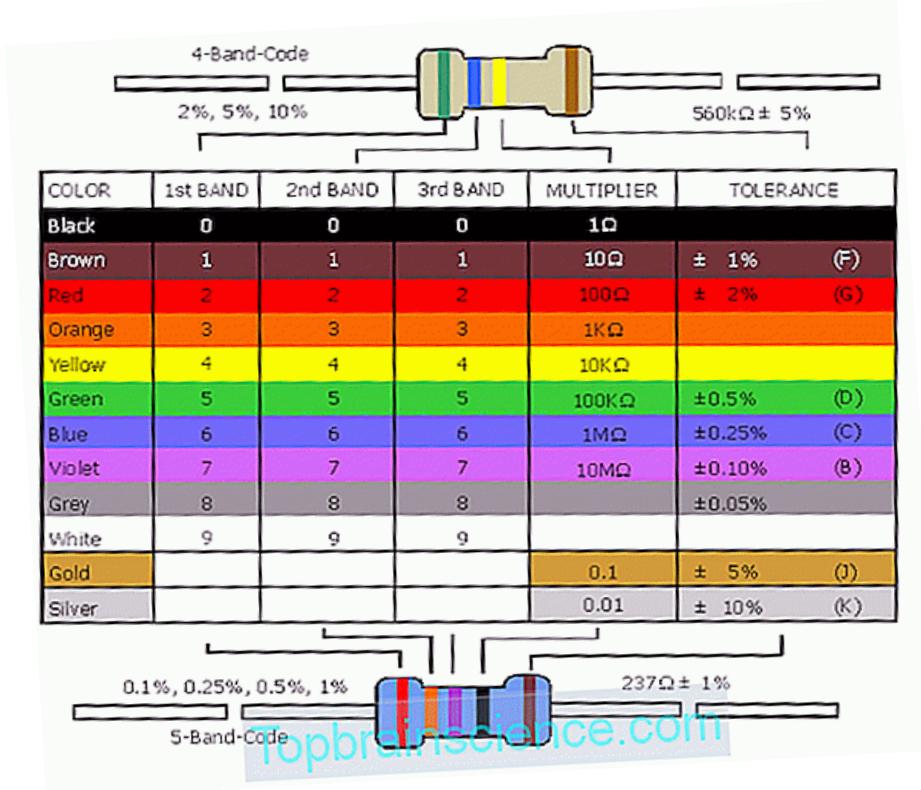 4-Band-Code
2%, 5%, 10%
560kΩ ± 5%
COLOR 1st BAND 2nd BAND 3rd BAND MULTIPLIER TOLERANCE
Black 0 0 0 1Ω
Brown 1 1 1 10Ω ± 1% (F)
Red 2 2 2 100Ω ± 2% (G)
Orange 3 3 3 1KΩ
Yellow 4 4 4 10KΩ
Green 5 5 5 100KΩ ±0.5% (D)
Blue 6 6 6 1MΩ ±0.25% (C)
Violet 7 7 7 10MΩ ±0.10% (B)
Grey 8 8 8 ±0.05%
White 9 9 9
Gold 0.1 ± 5% (J)
Silver 0.01 ± 10% (K)
0.1%, 0.25%, 0.5%, 1%
237Ω ± 1%
5-Band-Code
Topbrainscience.com